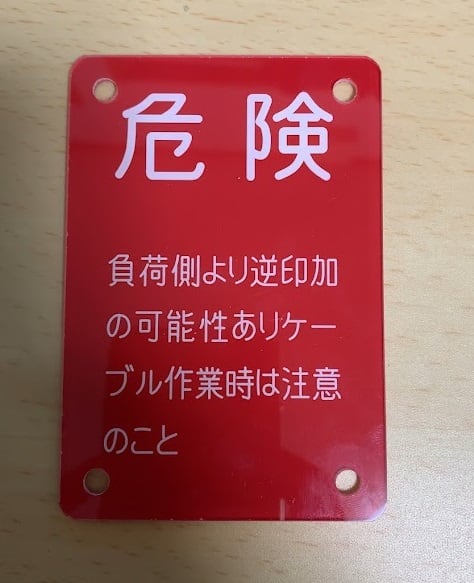 危険
負荷側より逆印加
の可能性ありケー
ブル作業時は注意
のこと